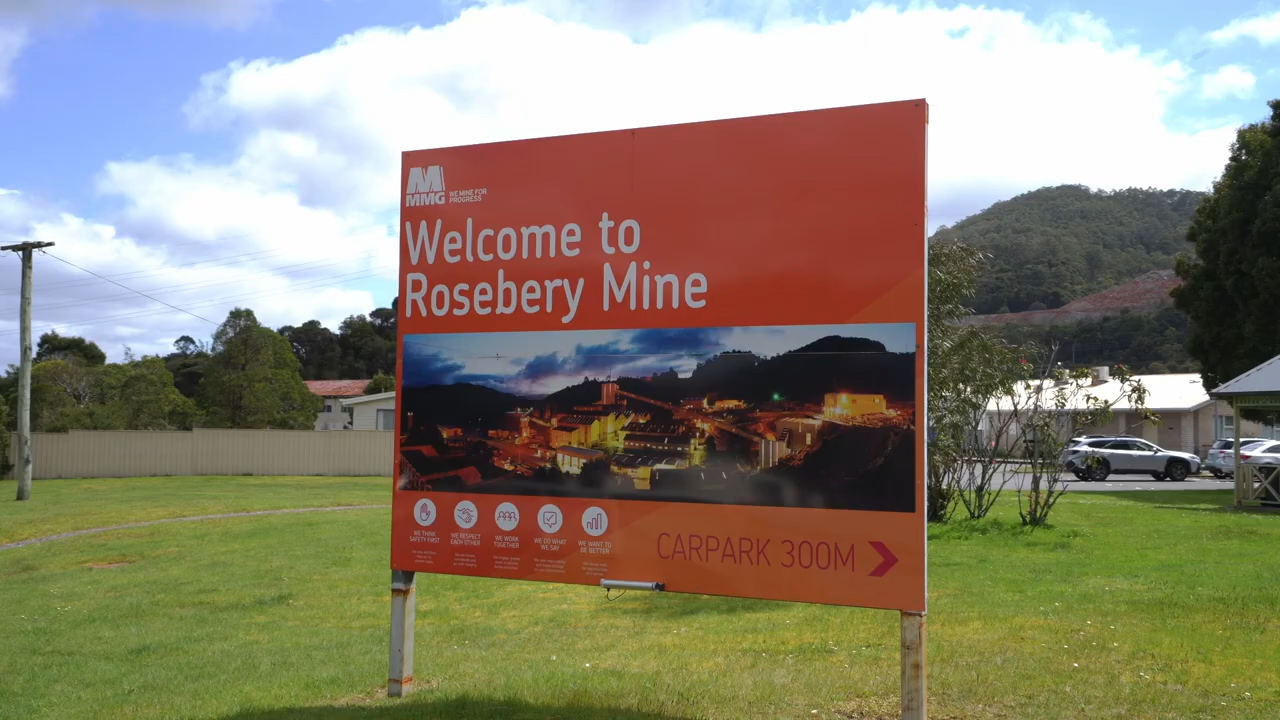 MMG
WE MINE FOR
PROGRESS
Welcome to
Rosebery Mine
WE THINK
SAFETY FIRST
WE RESPECT
EACH OTHER
WE WORK
TOGETHER
WE DO WHAT
WE SAY
WE WANT TO
BE BETTER
CARPARK 300M